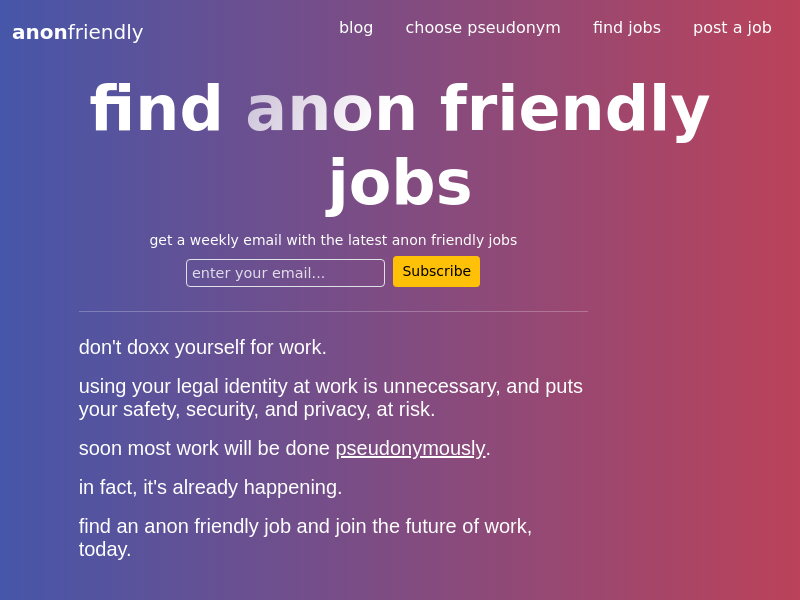 anonfriendly
blog choose pseudonym find jobs post a job
find anon friendly
jobs
get a weekly email with the latest anon friendly jobs
enter your email...
Subscribe
don't doxx yourself for work.
using your legal identity at work is unnecessary, and puts
your safety, security, and privacy, at risk.
soon most work will be done pseudonymously.
in fact, it's already happening.
find an anon friendly job and join the future of work,
today.